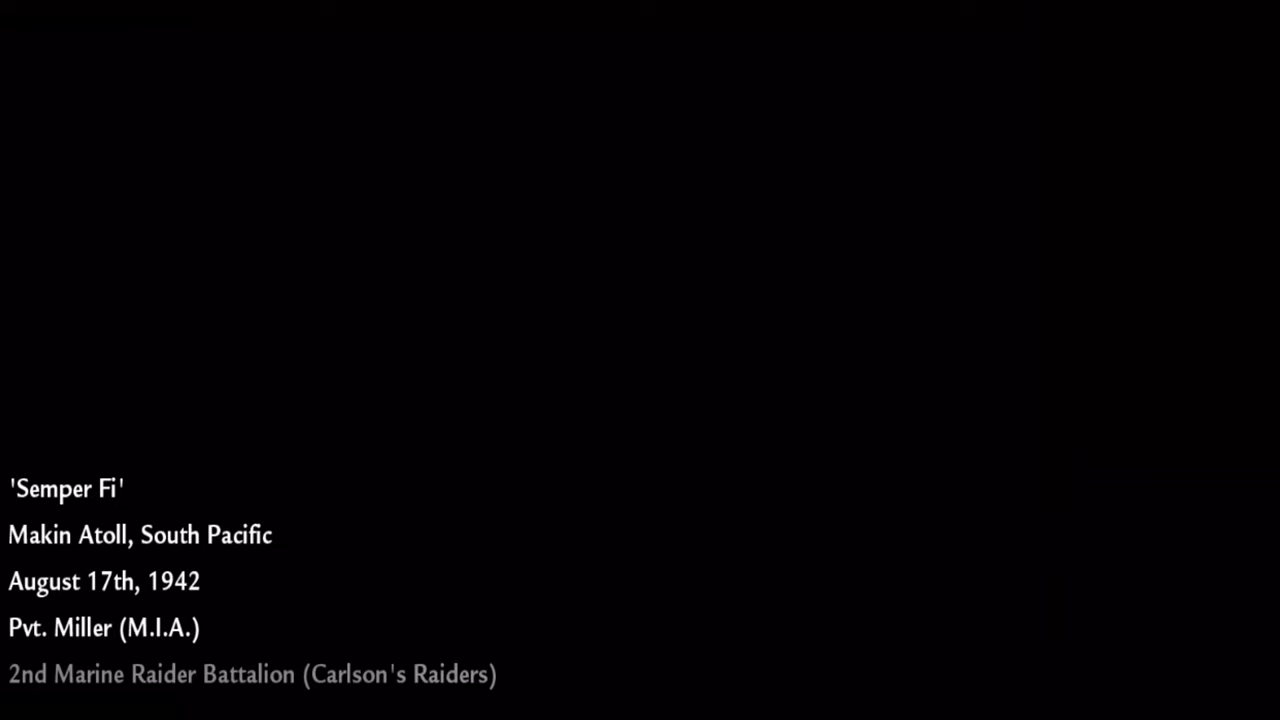 'Semper Fi'
Makin Atoll, South Pacific
August 17th, 1942
Pvt. Miller (M.I.A.)
2nd Marine Raider Battalion (Carlson's Raiders)